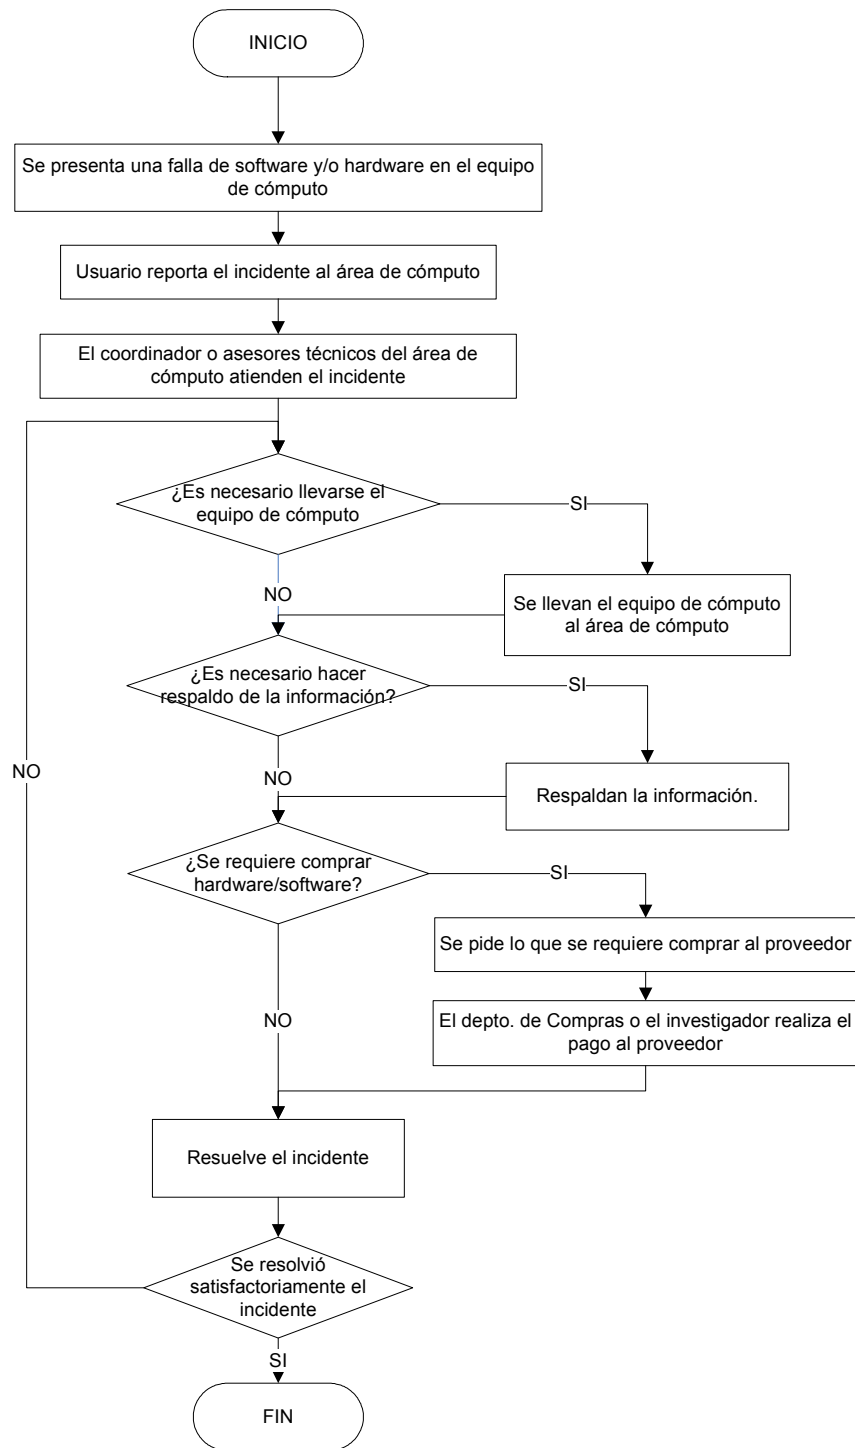 INICIO
Se presenta una falla de software y/o hardware en el equipo
de cómputo
Usuario reporta el incidente al área de cómputo
El coordinador o asesores técnicos del área de
cómputo atienden el incidente
¿Es necesario llevarse el
equipo de cómputo
SI
NO
Se llevan el equipo de cómputo
al área de cómputo
¿Es necesario hacer
respaldo de la información?
SI
NO
NO
Respaldan la información.
¿Se requiere comprar
hardware/software?
SI
Se pide lo que se requiere comprar al proveedor
NO
El depto. de Compras o el investigador realiza el
pago al proveedor
Resuelve el incidente
Se resolvió
satisfactoriamente el
incidente
SI
FIN